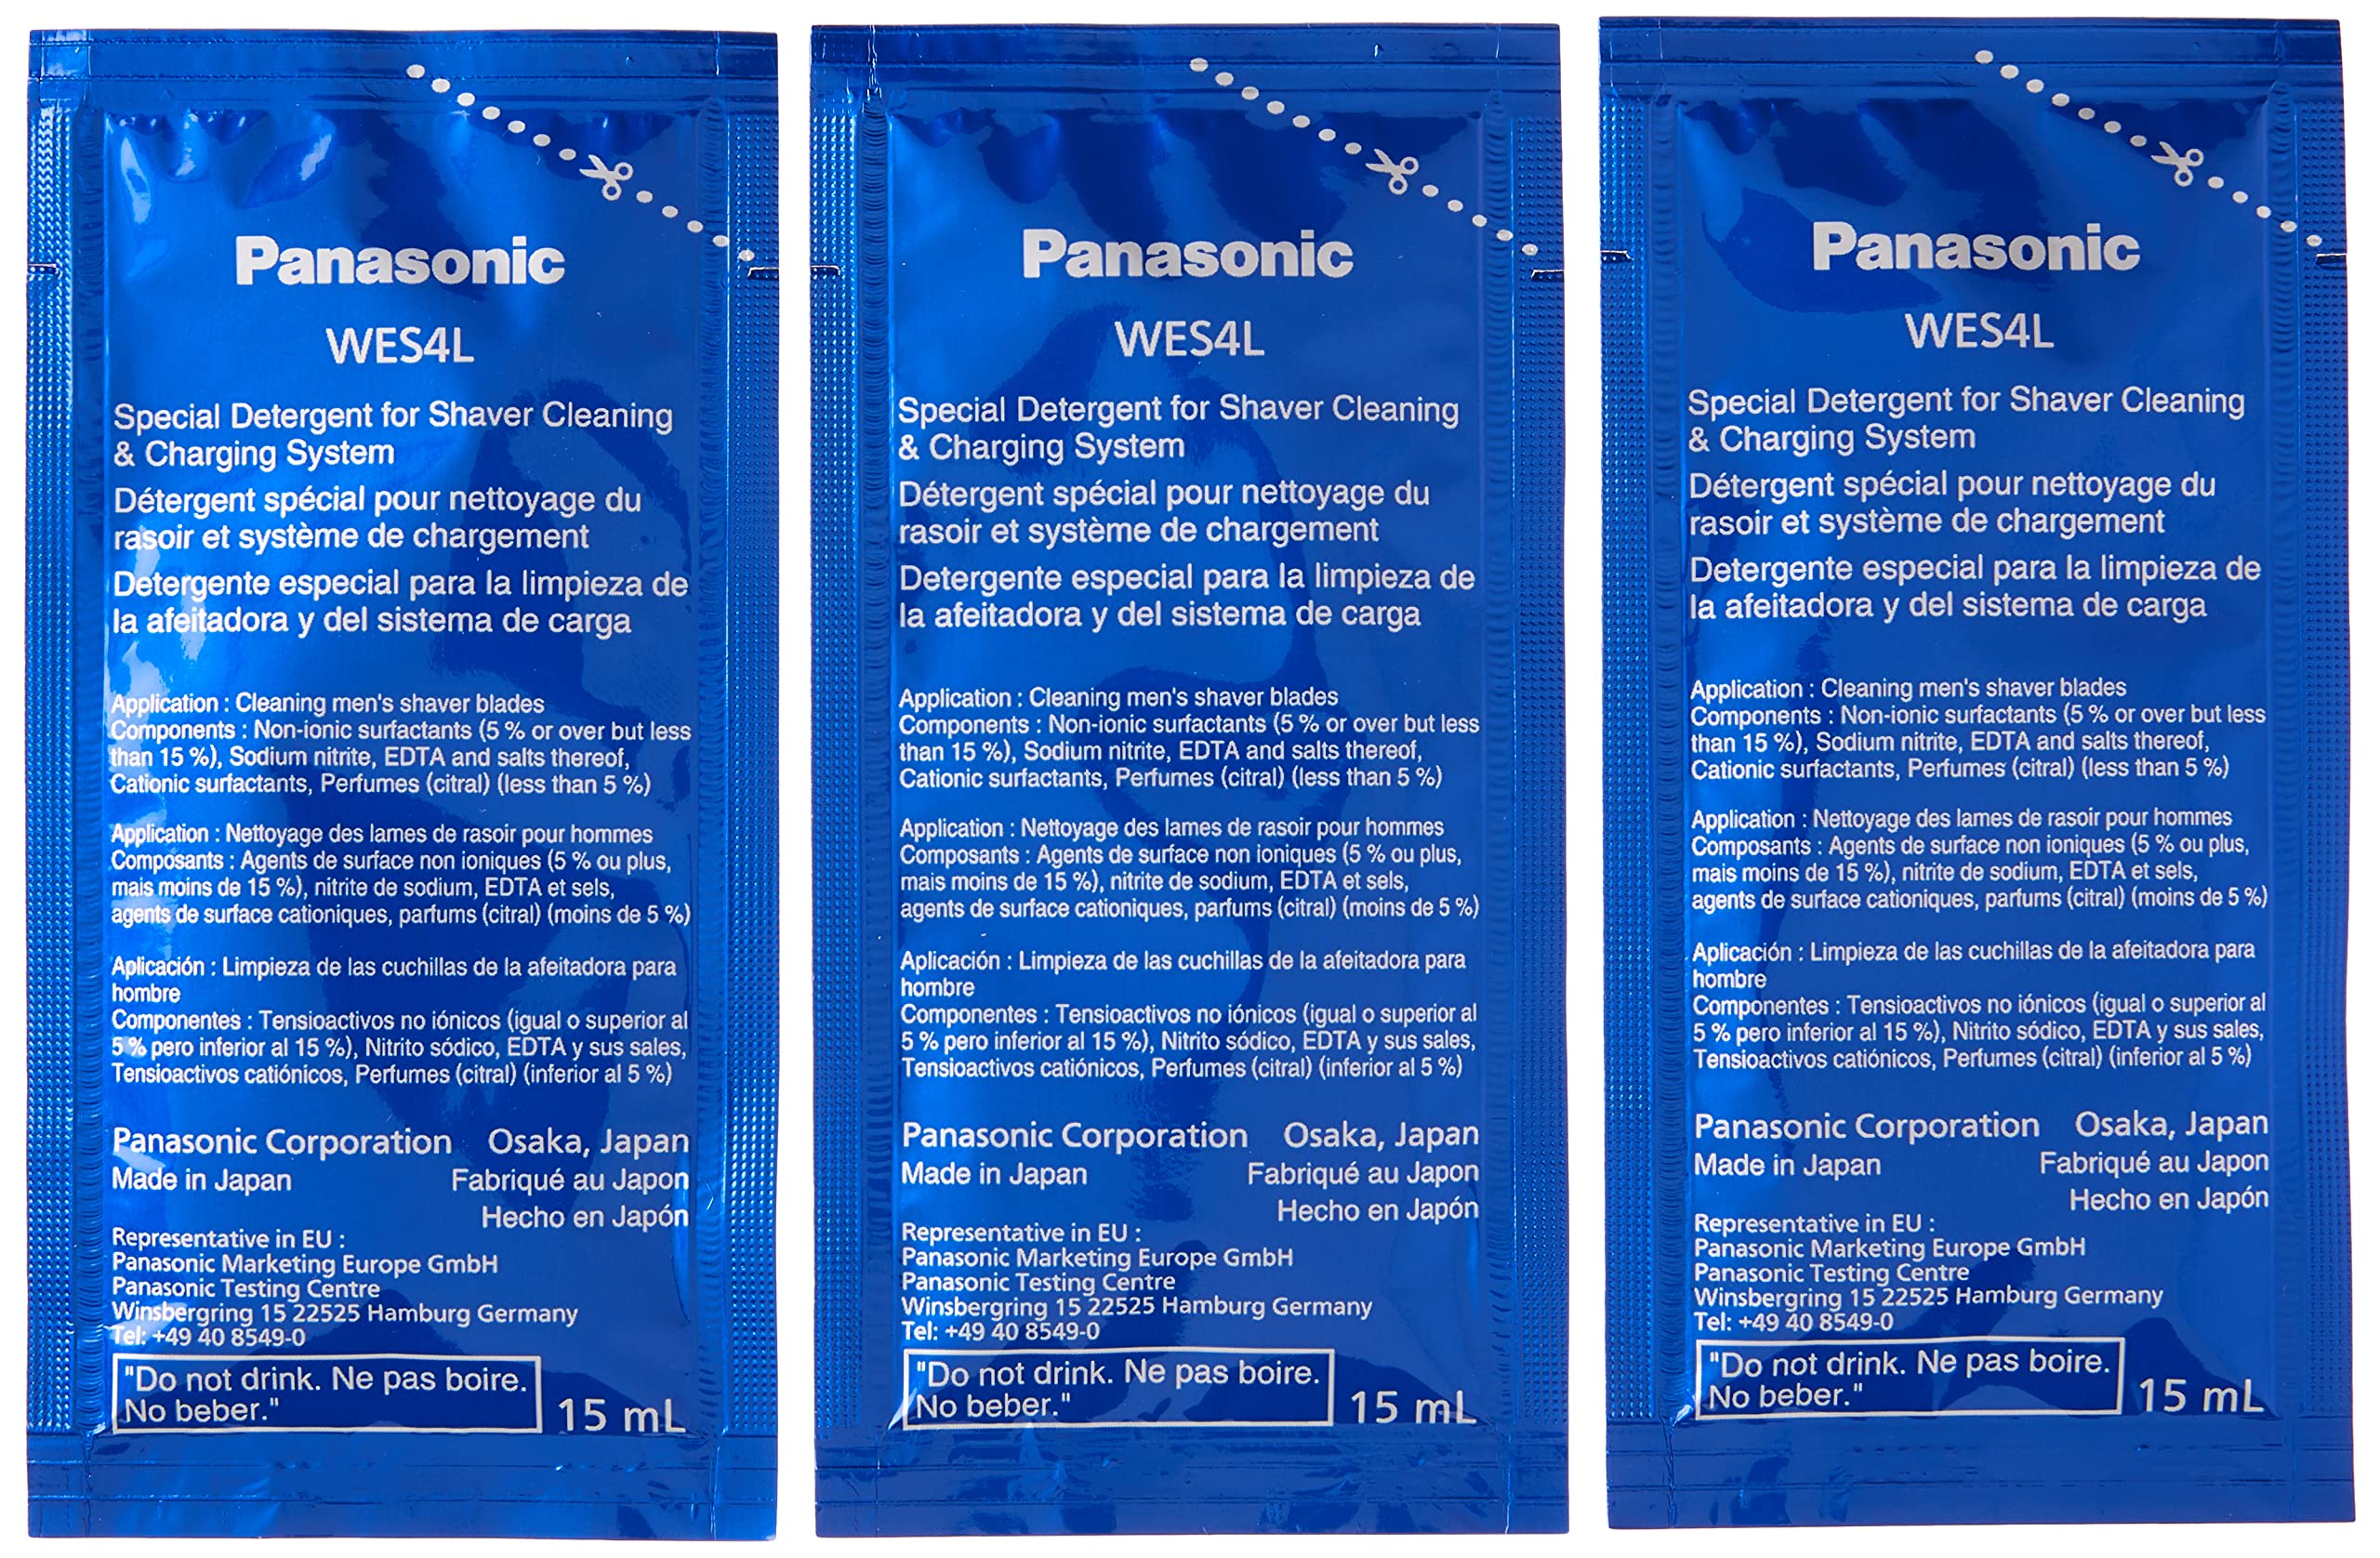 Panasonic
WES4L
Special Detergent for Shaver Cleaning
& Charging System
Détergent spécial pour nettoyage du
rasoir et système de chargement
Detergente especial para la limpieza de
la afeitadora y del sistema de carga
Application : Cleaning men's shaver blades
Components : Non-ionic surfactants (5 % or over but less
than 15 %), Sodium nitrite, EDTA and salts thereof,
Cationic surfactants, Perfumes (citral) (less than 5 %)
Application : Nettoyage des lames de rasoir pour hommes
Composants : Agents de surface non ioniques (5 % ou plus,
mais moins de 15 %), nitrite de sodium, EDTA et sels,
agents de surface cationiques, parfums (citral) (moins de 5 %)
Aplicación : Limpieza de las cuchillas de la afeitadora para
hombre
Componentes : Tensioactivos no iónicos (igual o superior al
5 % pero inferior al 15 %), Nitrito sódico, EDTA y sus sales,
Tensioactivos catiónicos, Perfumes (citral) (inferior al 5 %)
Panasonic Corporation Osaka, Japan
Made in Japan Fabriqué au Japon
Hecho en Japón
Representative in EU :
Panasonic Marketing Europe GmbH
Panasonic Testing Centre
Winsbergring 15 22525 Hamburg Germany
Tel: +49 40 8549-0
"Do not drink. Ne pas boire.
No beber."
15 mL
Panasonic
WES4L
Special Detergent for Shaver Cleaning
& Charging System
Détergent spécial pour nettoyage du
rasoir et système de chargement
Detergente especial para la limpieza de
la afeitadora y del sistema de carga
Application : Cleaning men's shaver blades
Components : Non-ionic surfactants (5 % or over but less
than 15 %), Sodium nitrite, EDTA and salts thereof,
Cationic surfactants, Perfumes (citral) (less than 5 %)
Application : Nettoyage des lames de rasoir pour hommes
Composants : Agents de surface non ioniques (5 % ou plus,
mais moins de 15 %), nitrite de sodium, EDTA et sels,
agents de surface cationiques, parfums (citral) (moins de 5 %)
Aplicación : Limpieza de las cuchillas de la afeitadora para
hombre
Componentes : Tensioactivos no iónicos (igual o superior al
5 % pero inferior al 15 %), Nitrito sódico, EDTA y sus sales,
Tensioactivos catiónicos, Perfumes (citral) (inferior al 5 %)
Panasonic Corporation Osaka, Japan
Made in Japan Fabriqué au Japon
Hecho en Japón
Representative in EU :
Panasonic Marketing Europe GmbH
Panasonic Testing Centre
Winsbergring 15 22525 Hamburg Germany
Tel: +49 40 8549-0
"Do not drink. Ne pas boire.
No beber."
15 mL
Panasonic
WES4L
Special Detergent for Shaver Cleaning
& Charging System
Détergent spécial pour nettoyage du
rasoir et système de chargement
Detergente especial para la limpieza de
la afeitadora y del sistema de carga
Application : Cleaning men's shaver blades
Components : Non-ionic surfactants (5 % or over but less
than 15 %), Sodium nitrite, EDTA and salts thereof,
Cationic surfactants, Perfumes (citral) (less than 5 %)
Application : Nettoyage des lames de rasoir pour hommes
Composants : Agents de surface non ioniques (5 % ou plus,
mais moins de 15 %), nitrite de sodium, EDTA et sels,
agents de surface cationiques, parfums (citral) (moins de 5 %)
Aplicación : Limpieza de las cuchillas de la afeitadora para
hombre
Componentes : Tensioactivos no iónicos (igual o superior al
5 % pero inferior al 15 %), Nitrito sódico, EDTA y sus sales,
Tensioactivos catiónicos, Perfumes (citral) (inferior al 5 %)
Panasonic Corporation Osaka, Japan
Made in Japan Fabriqué au Japon
Hecho en Japón
Representative in EU :
Panasonic Marketing Europe GmbH
Panasonic Testing Centre
Winsbergring 15 22525 Hamburg Germany
Tel: +49 40 8549-0
"Do not drink. Ne pas boire.
No beber."
15 mL